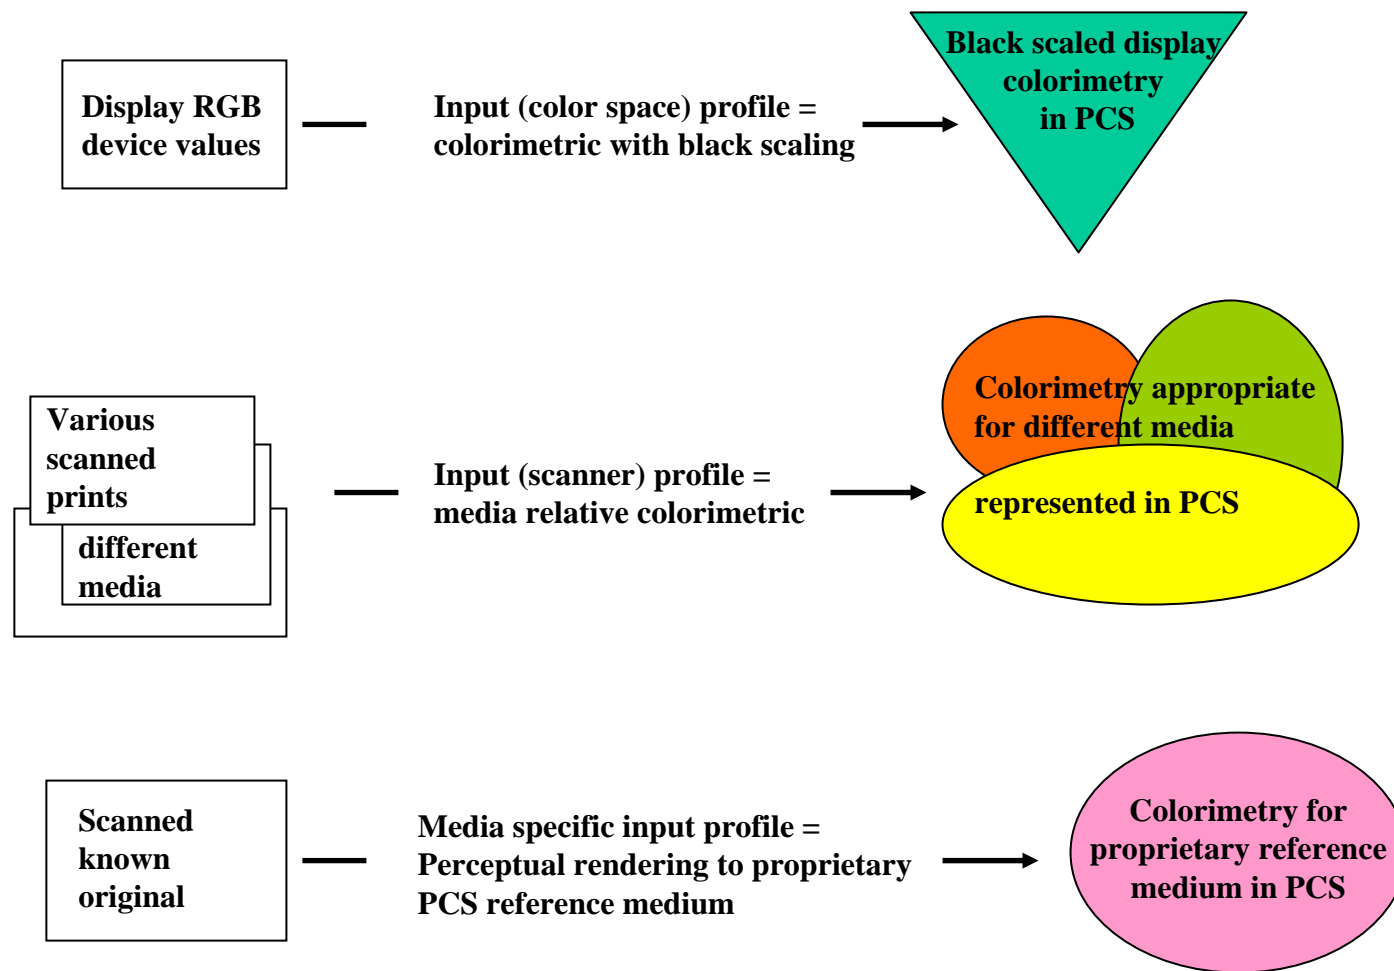 Display RGB
device values
Input (color space) profile =
colorimetric with black scaling
Black scaled display
colorimetry
in PCS
Various
scanned
prints
different
media
Input (scanner) profile =
media relative colorimetric
Colorimetry appropriate
for different media
represented in PCS
Scanned
known
original
Media specific input profile =
Perceptual rendering to proprietary
PCS reference medium
Colorimetry for
proprietary reference
medium in PCS